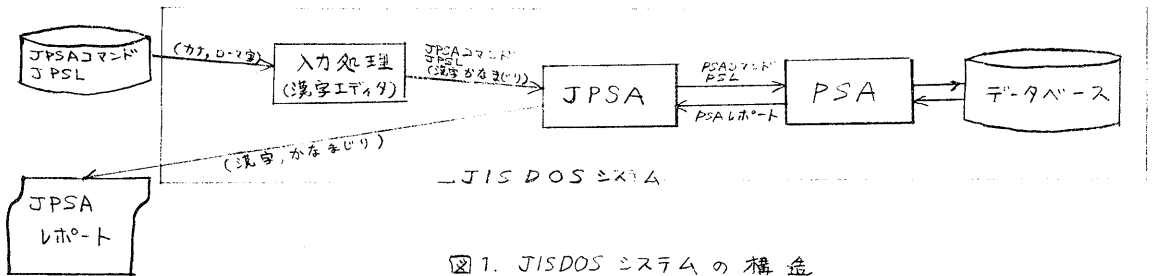 JPSAコマンド
JPSL
(カナ,ローマ字)
入力処理
(漢字エディタ)
JPSAコマンド
JPSL
(漢字かなまじり)
JPSA
PSAコマンド
PSL
PSAレポート
PSA
データベース
(漢字,かなまじり)
JISDOSシステム
JPSA
レポート
図1. JISDOSシステムの構造